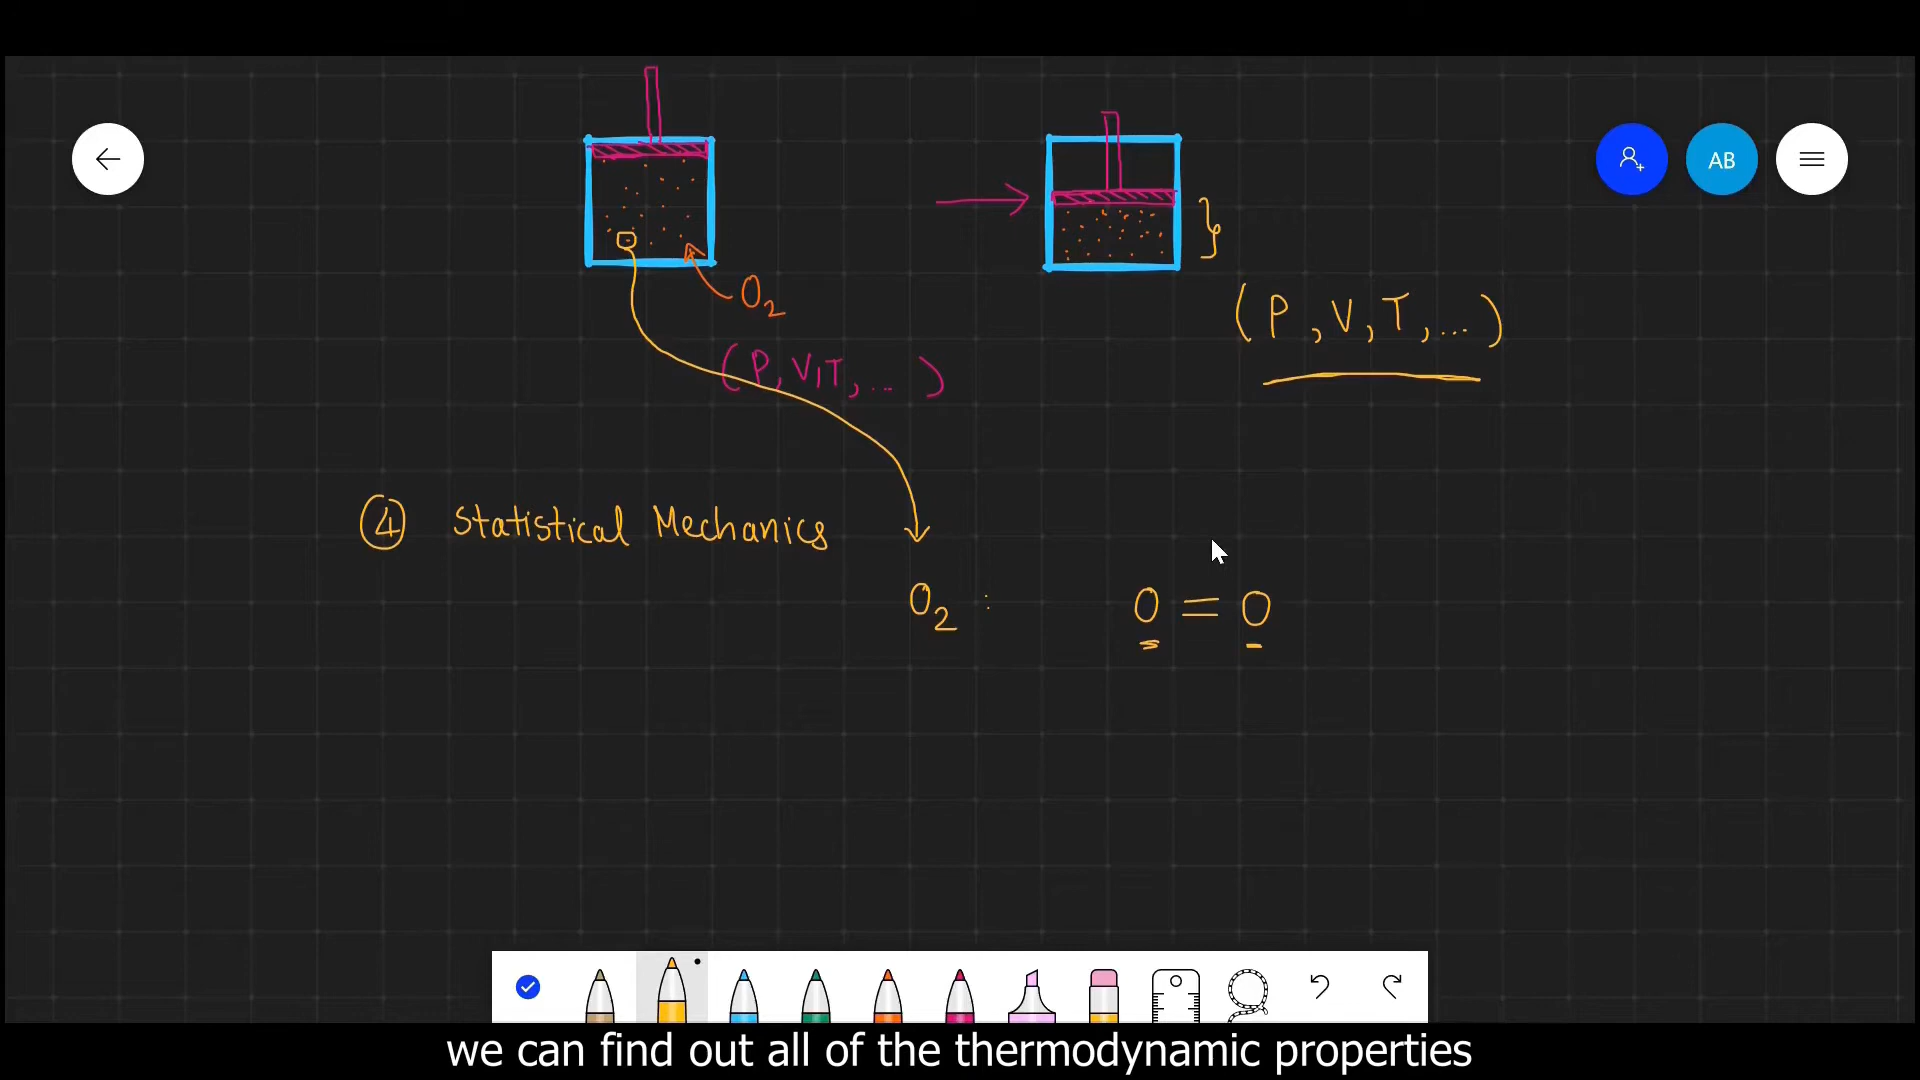 AB
O2
(P, V, T, ...)
(P, V, T, ...)
④ Statistical Mechanics
O2 :
O = O
we can find out all of the thermodynamic properties